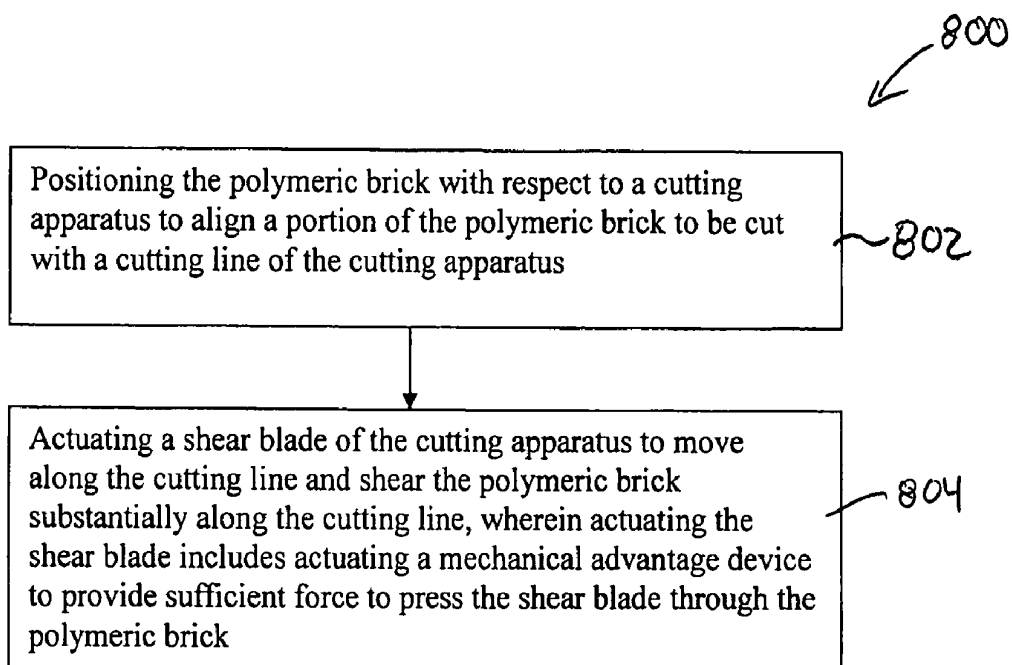 800
Positioning the polymeric brick with respect to a cutting
apparatus to align a portion of the polymeric brick to be cut
with a cutting line of the cutting apparatus
802
Actuating a shear blade of the cutting apparatus to move
along the cutting line and shear the polymeric brick
substantially along the cutting line, wherein actuating the
shear blade includes actuating a mechanical advantage device
to provide sufficient force to press the shear blade through the
polymeric brick
804